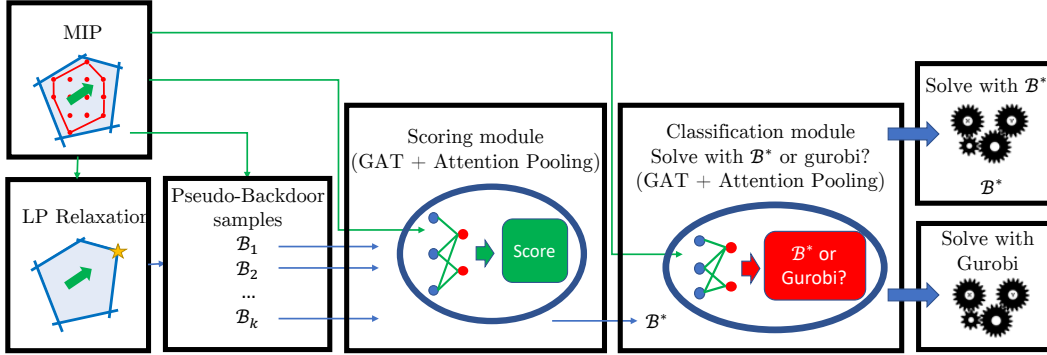 MIP
LP Relaxation
Pseudo-Backdoor
samples
ℬ₁
ℬ₂
...
ℬₖ
Scoring module
(GAT + Attention Pooling)
Score
ℬ*
Classification module
Solve with ℬ* or gurobi?
(GAT + Attention Pooling)
ℬ* or
Gurobi?
Solve with ℬ*
ℬ*
Solve with
Gurobi